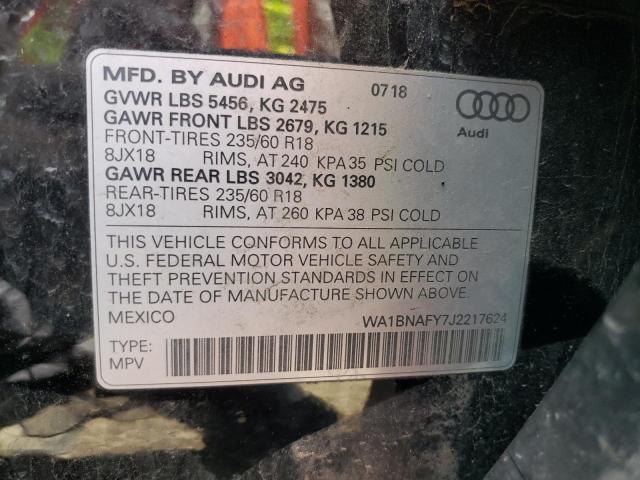 MFD. BY AUDI AG 0718
GVWR LBS 5456, KG 2475
GAWR FRONT LBS 2679, KG 1215
FRONT-TIRES 235/60 R18
8JX18 RIMS, AT 240 KPA 35 PSI COLD
GAWR REAR LBS 3042, KG 1380
REAR-TIRES 235/60 R18
8JX18 RIMS, AT 260 KPA 38 PSI COLD
Audi
THIS VEHICLE CONFORMS TO ALL APPLICABLE
U.S. FEDERAL MOTOR VEHICLE SAFETY AND
THEFT PREVENTION STANDARDS IN EFFECT ON
THE DATE OF MANUFACTURE SHOWN ABOVE.
MEXICO WA1BNAFY7J2217624
TYPE:
MPV